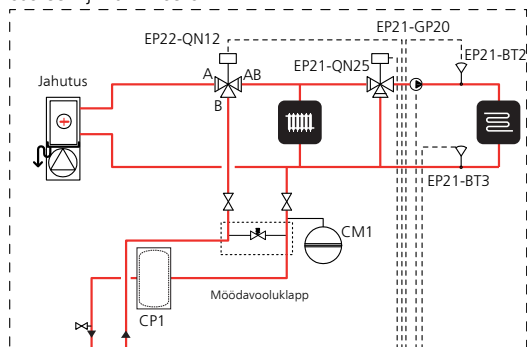 EP21-GP20
EP22-QN12
EP21-BT2
EP21-QN25
Jahutus
A
AB
B
EP21-BT3
CM1
Möödavooluklapp
CP1